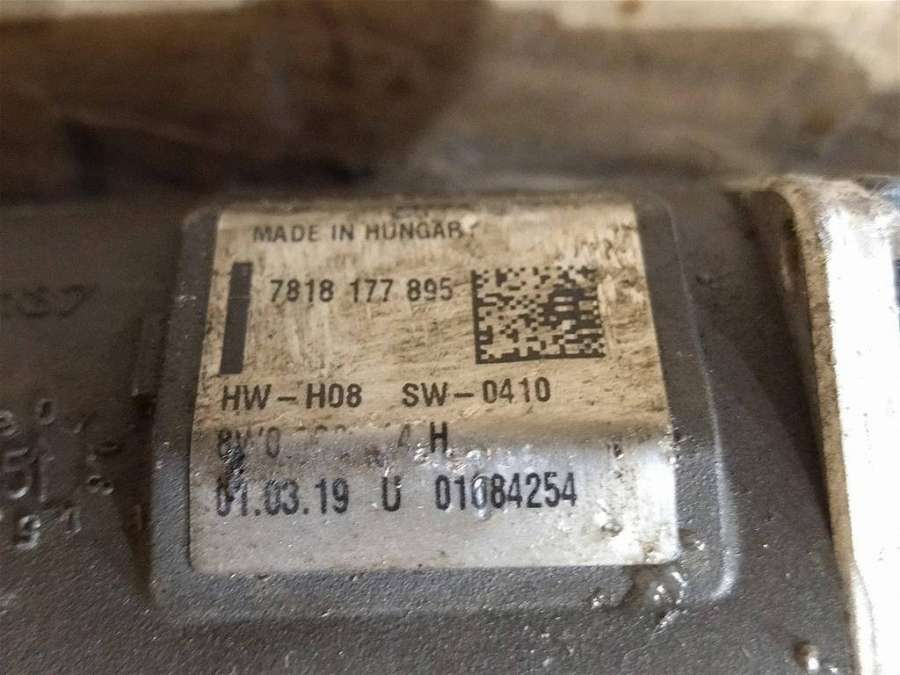 MADE IN HUNGARY
7818 177 895
HW-H08 SW-0410
H
01.03.19 U 01084254